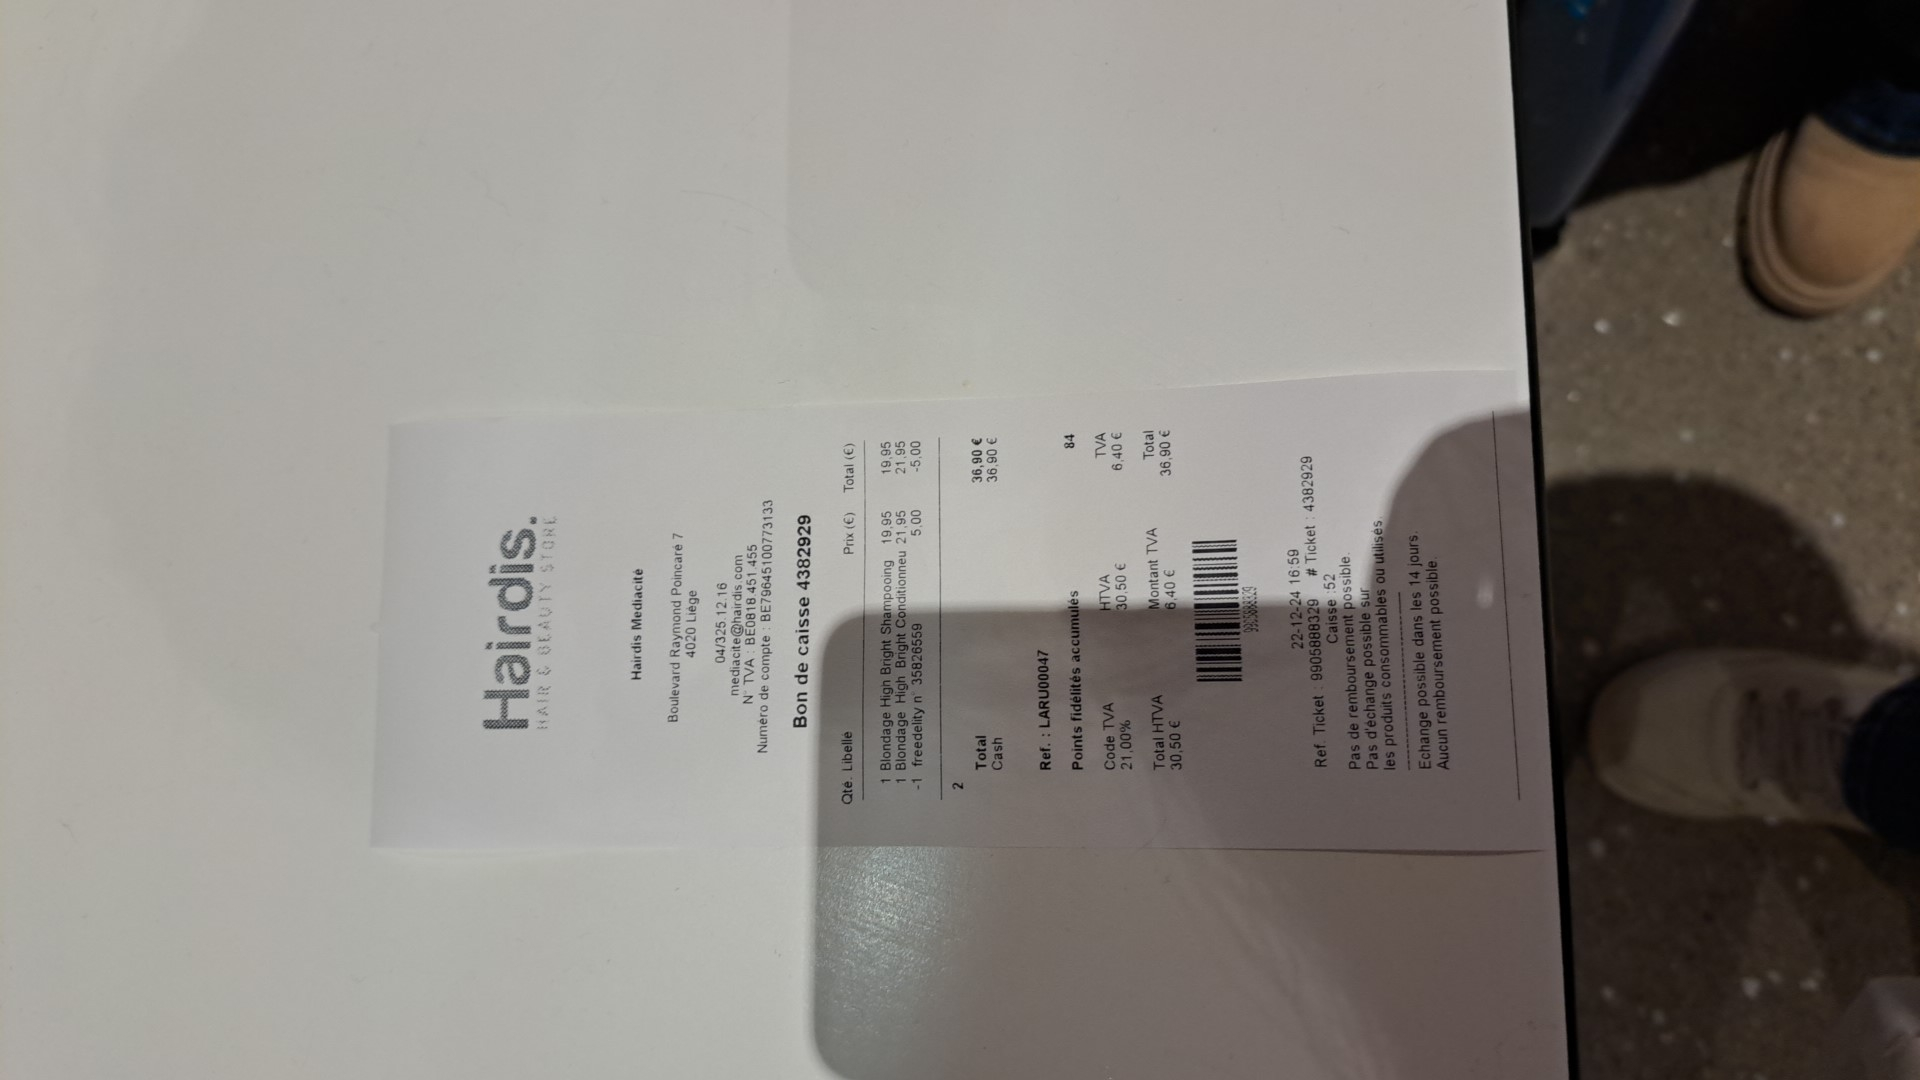 Hairdis.
HAIR & BEAUTY STORE
Hairdis Mediacité
Boulevard Raymond Poincaré 7
4020 Liége
04/325.12.16
mediacite@hairdis.com
N° TVA : BE0818.451.455
Numéro de compte : BE79645100773133
Bon de caisse 4382929
Qté. Libellé Prix (€) Total (€)
1 Blondage High Bright Shampooing 19,95 19,95
1 Blondage High Bright Conditionneu 21,95 21,95
-1 freedelity n° 35826559 5,00 -5,00
2
Total 36,90 €
Cash 36,90 €
Ref. : LARU00047
Points fidélités accumulés 84
Code TVA HTVA TVA
21,00% 30,50 € 6,40 €
Total HTVA Montant TVA Total
30,50 € 6,40 € 36,90 €
9905888329
22-12-24 16:59
Ref. Ticket : 9905888329 # Ticket : 4382929
Caisse :52
Pas de remboursement possible.
Pas d'échange possible sur
les produits consommables ou utilisés.
Echange possible dans les 14 jours.
Aucun remboursement possible.